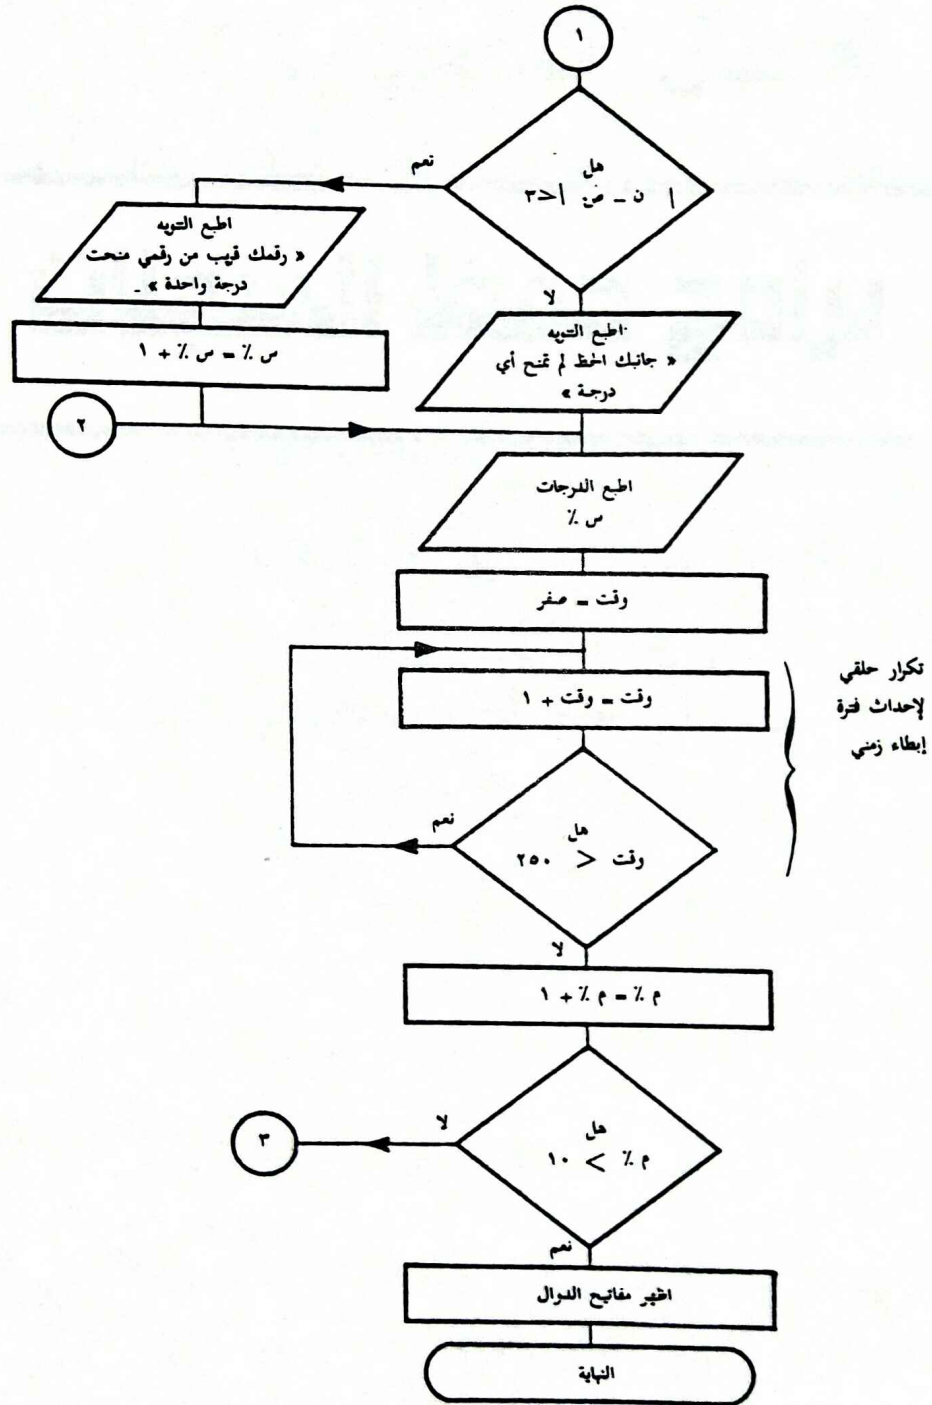 ١
هل
| ن - ض | > ٣
نعم
اطبع التنويه
« رقمك قريب من رقمي منحت
درجة واحدة » -
س ٪ = س ٪ + ١
لا
اطبع التنويه
« جانبك الحظ لم تمنح أي
درجة »
٢
اطبع الدرجات
س ٪
وقت = صفر
وقت = وقت + ١
تكرار حلقي
لإحداث فترة
إبطاء زمني
هل
وقت > ٢٥٠
نعم
لا
م ٪ = م ٪ + ١
هل
م ٪ < ١٠
لا
٣
نعم
اظهر مفاتيح الدوال
النهاية